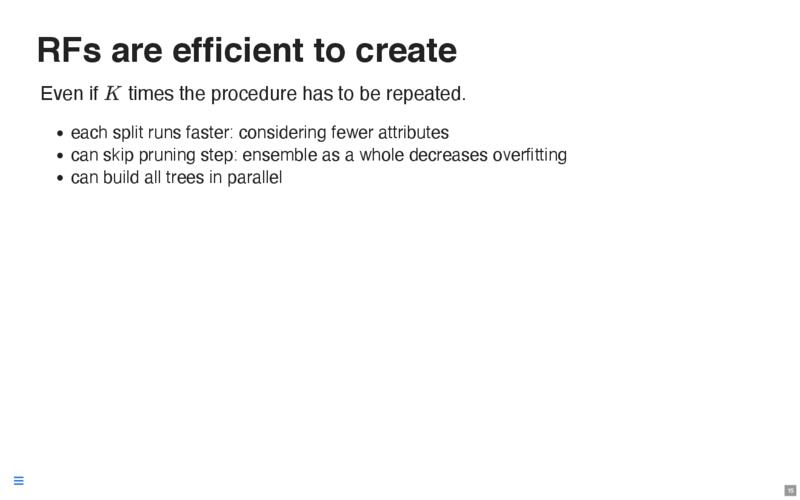 RFs are efficient to create
Even if K times the procedure has to be repeated.
• each split runs faster: considering fewer attributes
• can skip pruning step: ensemble as a whole decreases overfitting
• can build all trees in parallel
15